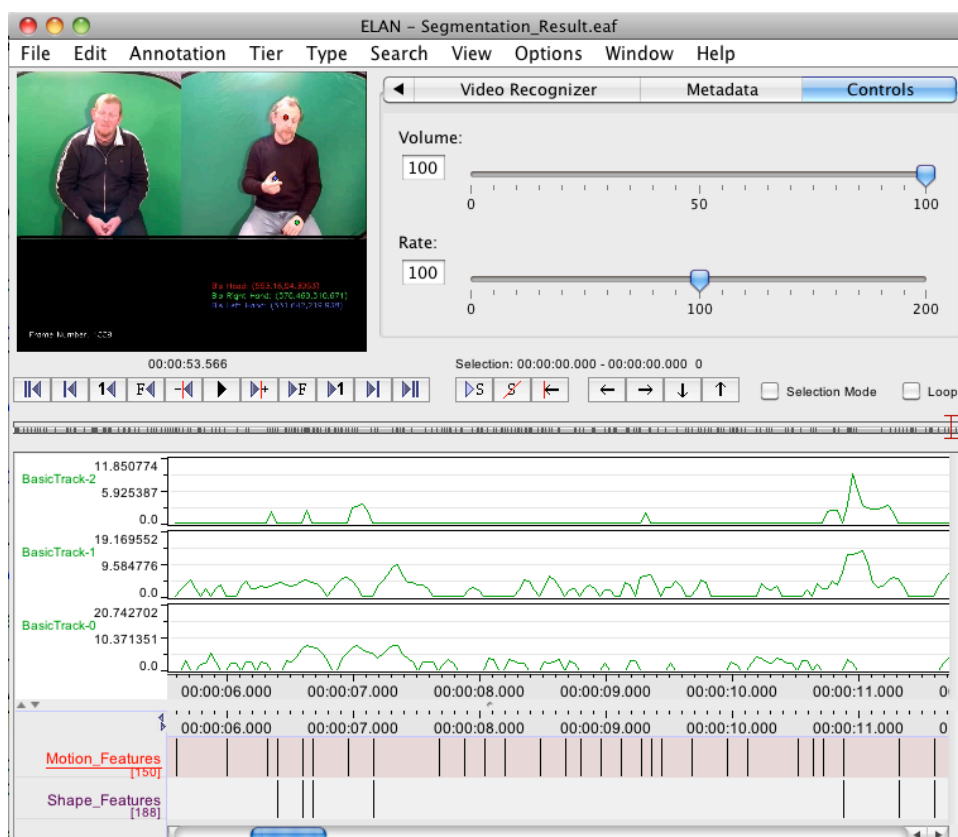 ELAN - Segmentation_Result.eaf
File Edit Annotation Tier Type Search View Options Window Help
Video Recognizer Metadata Controls
Volume:
100
0 50 100
Rate:
100
0 100 200
Frame Number:
00:00:53.566
Selection: 00:00:00.000 - 00:00:00.000 0
1 F + F 1 S S Selection Mode Loop
BasicTrack-2
11.850774
5.925387
0.0
BasicTrack-1
19.169552
9.584776
0.0
BasicTrack-0
20.742702
10.371351
0.0
00:00:06.000 00:00:07.000 00:00:08.000 00:00:09.000 00:00:10.000 00:00:11.000 0
00:00:06.000 00:00:07.000 00:00:08.000 00:00:09.000 00:00:10.000 00:00:11.000 0
Motion_Features
[150]
Shape_Features
[188]